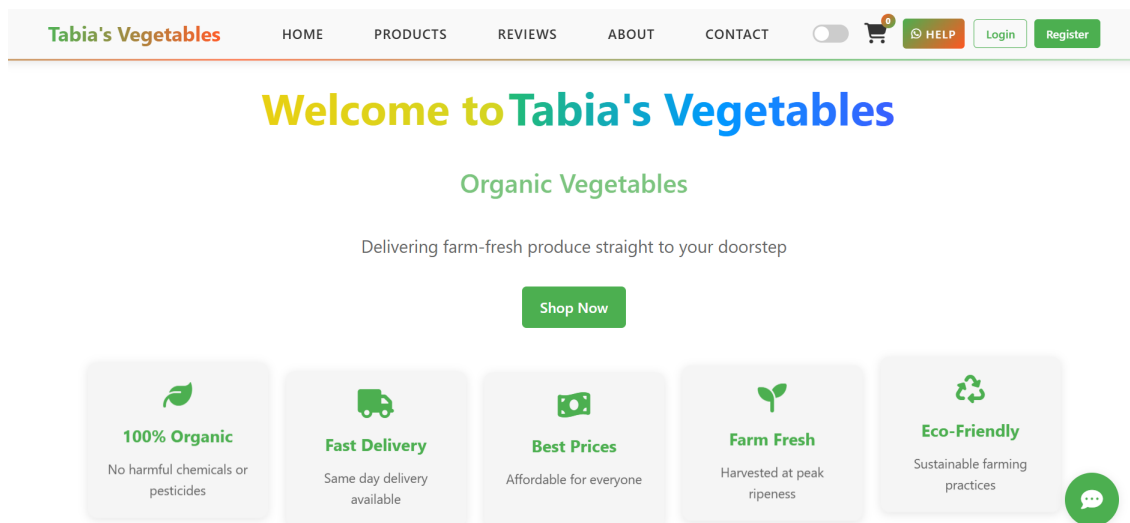 Tabia's Vegetables HOME PRODUCTS REVIEWS ABOUT CONTACT 0 HELP Login Register
Welcome to Tabia's Vegetables
Organic Vegetables
Delivering farm-fresh produce straight to your doorstep
Shop Now
100% Organic
No harmful chemicals or
pesticides
Fast Delivery
Same day delivery
available
Best Prices
Affordable for everyone
Farm Fresh
Harvested at peak
ripeness
Eco-Friendly
Sustainable farming
practices